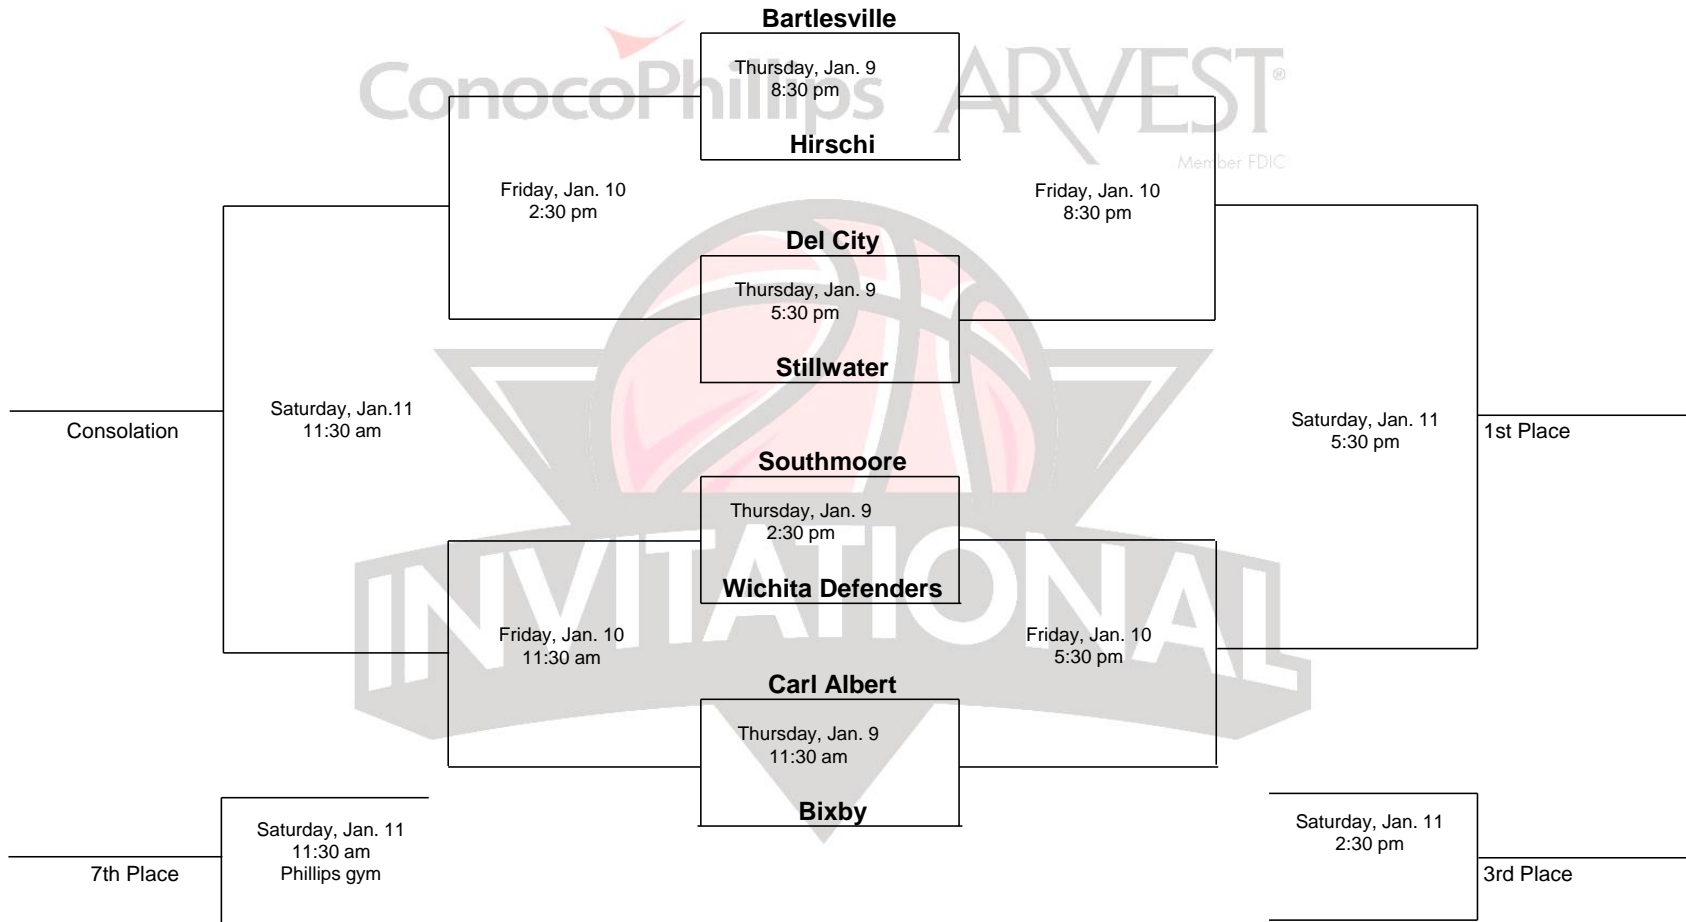 Bartlesville
ConocoPhillips
ARVEST®
Member FDIC
Thursday, Jan. 9
8:30 pm
Hirschi
Friday, Jan. 10
2:30 pm
Friday, Jan. 10
8:30 pm
Del City
Thursday, Jan. 9
5:30 pm
Stillwater
Saturday, Jan.11
11:30 am
Consolation
Saturday, Jan. 11
5:30 pm
1st Place
Southmoore
Thursday, Jan. 9
2:30 pm
Wichita Defenders
INVITATIONAL
Friday, Jan. 10
11:30 am
Friday, Jan. 10
5:30 pm
Carl Albert
Thursday, Jan. 9
11:30 am
Bixby
Saturday, Jan. 11
11:30 am
Phillips gym
7th Place
Saturday, Jan. 11
2:30 pm
3rd Place